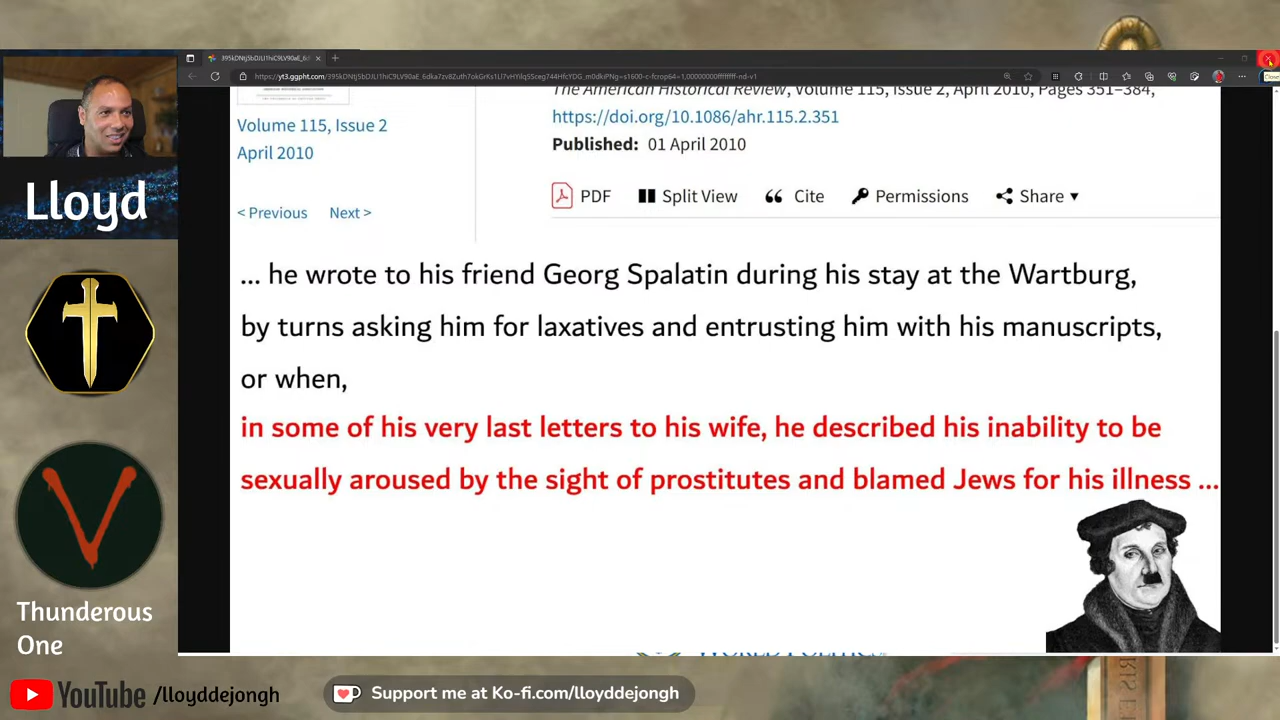 https://yt3.ggpht.com/
The American Historical Review, Volume 115, Issue 2, April 2010, Pages 351–384,
https://doi.org/10.1086/ahr.115.2.351
Published: 01 April 2010
Volume 115, Issue 2
April 2010
< Previous Next >
PDF Split View Cite Permissions Share
... he wrote to his friend Georg Spalatin during his stay at the Wartburg,
by turns asking him for laxatives and entrusting him with his manuscripts,
or when,
in some of his very last letters to his wife, he described his inability to be
sexually aroused by the sight of prostitutes and blamed Jews for his illness ...
Lloyd
V
Thunderous
One
YouTube /lloyddejongh
Support me at Ko-fi.com/lloyddejongh